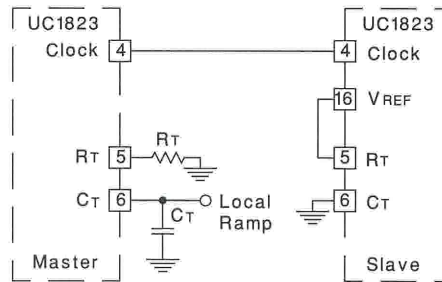 UC1823
Clock 4
RT 5 RT
CT 6 CT Local
Ramp
Master
UC1823
4 Clock
16 VREF
5 RT
6 CT
Slave